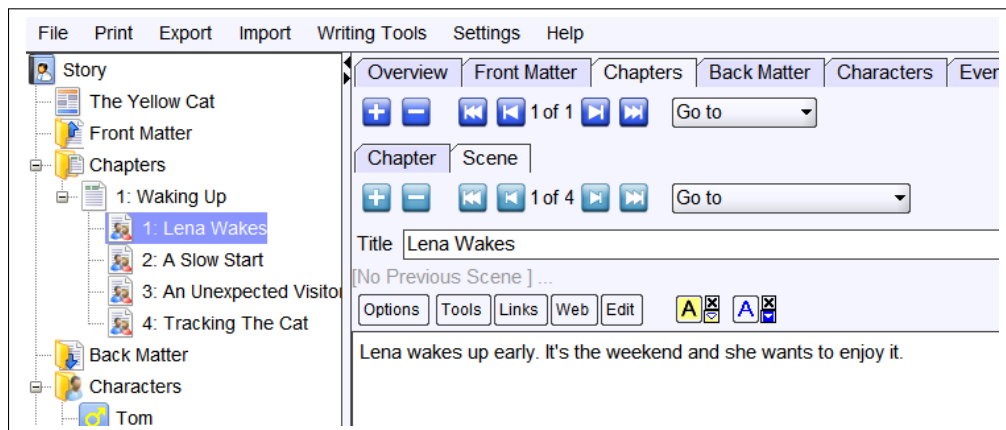 File Print Export Import Writing Tools Settings Help
Story
The Yellow Cat
Front Matter
Chapters
1: Waking Up
1: Lena Wakes
2: A Slow Start
3: An Unexpected Visitor
4: Tracking The Cat
Back Matter
Characters
Tom
Overview Front Matter Chapters Back Matter Characters Ever
1 of 1 Go to
Chapter Scene
1 of 4 Go to
Title Lena Wakes
[No Previous Scene ] ...
Options Tools Links Web Edit A A
Lena wakes up early. It's the weekend and she wants to enjoy it.